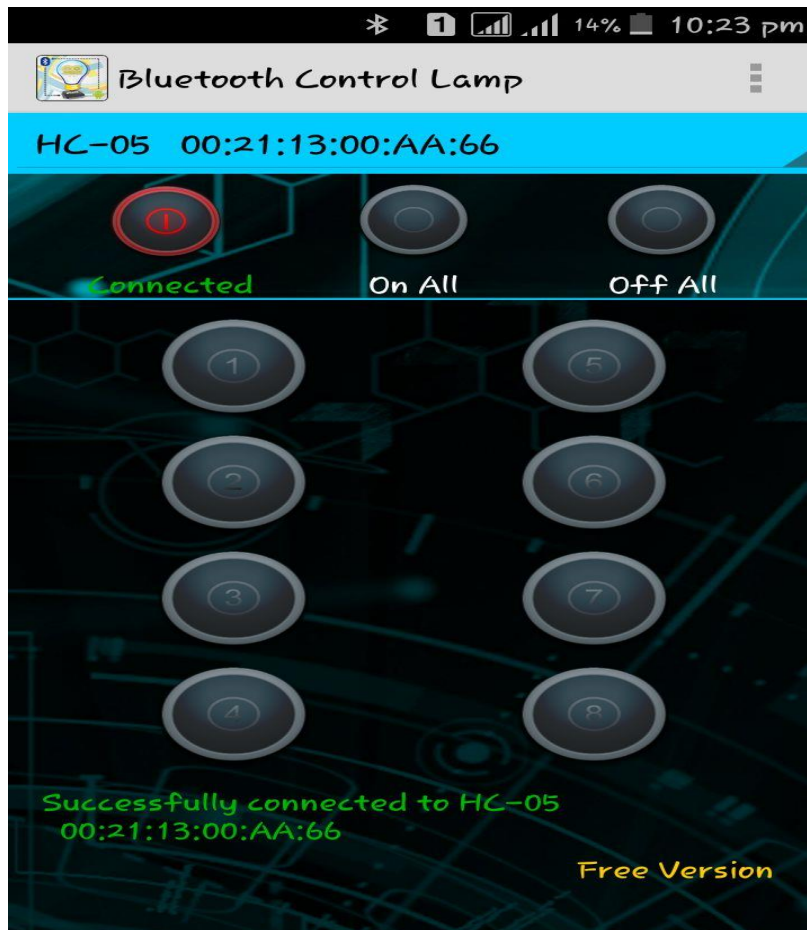 1 14% 10:23 pm
Bluetooth Control Lamp
HC-05 00:21:13:00:AA:66
Connected On All Off All
1 5
2 6
3 7
4 8
Successfully connected to HC-05
00:21:13:00:AA:66
Free Version